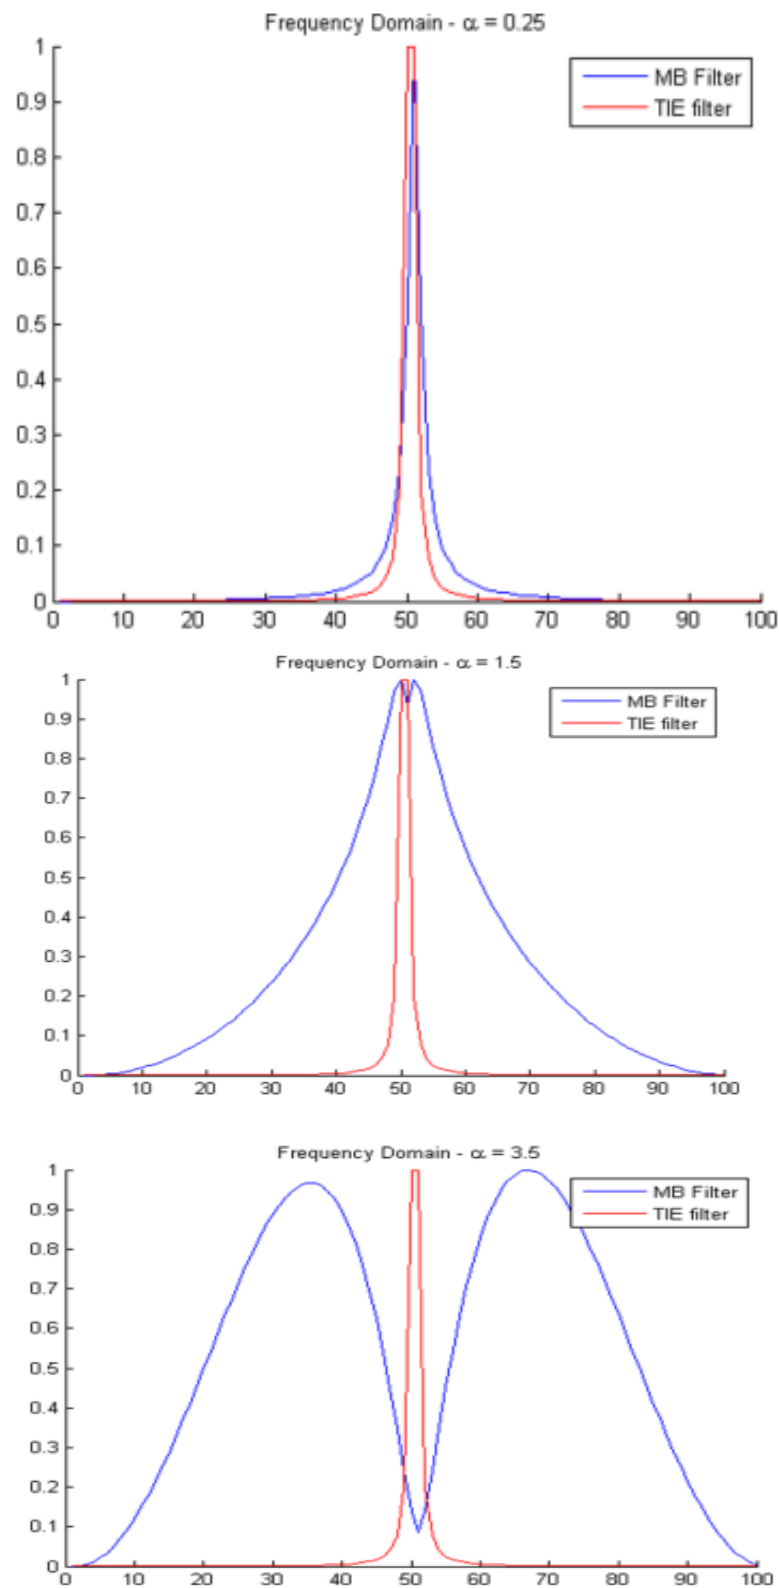 Frequency Domain - α = 0.25
MB Filter
TIE filter
1
0.9
0.8
0.7
0.6
0.5
0.4
0.3
0.2
0.1
0
0 10 20 30 40 50 60 70 80 90 100
Frequency Domain - α = 1.5
MB Filter
TIE filter
1
0.9
0.8
0.7
0.6
0.5
0.4
0.3
0.2
0.1
0
0 10 20 30 40 50 60 70 80 90 100
Frequency Domain - α = 3.5
MB Filter
TIE filter
1
0.9
0.8
0.7
0.6
0.5
0.4
0.3
0.2
0.1
0
0 10 20 30 40 50 60 70 80 90 100